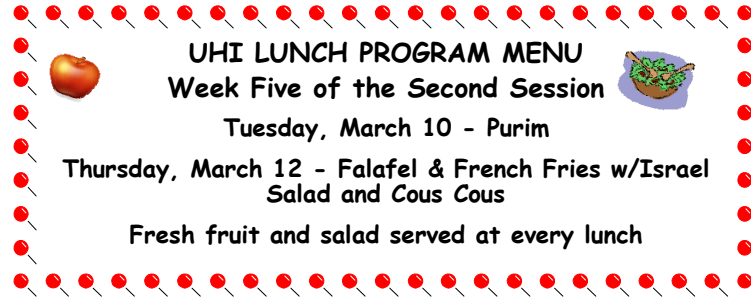 UHI LUNCH PROGRAM MENU
Week Five of the Second Session
Tuesday, March 10 - Purim
Thursday, March 12 - Falafel & French Fries w/Israel
Salad and Cous Cous
Fresh fruit and salad served at every lunch